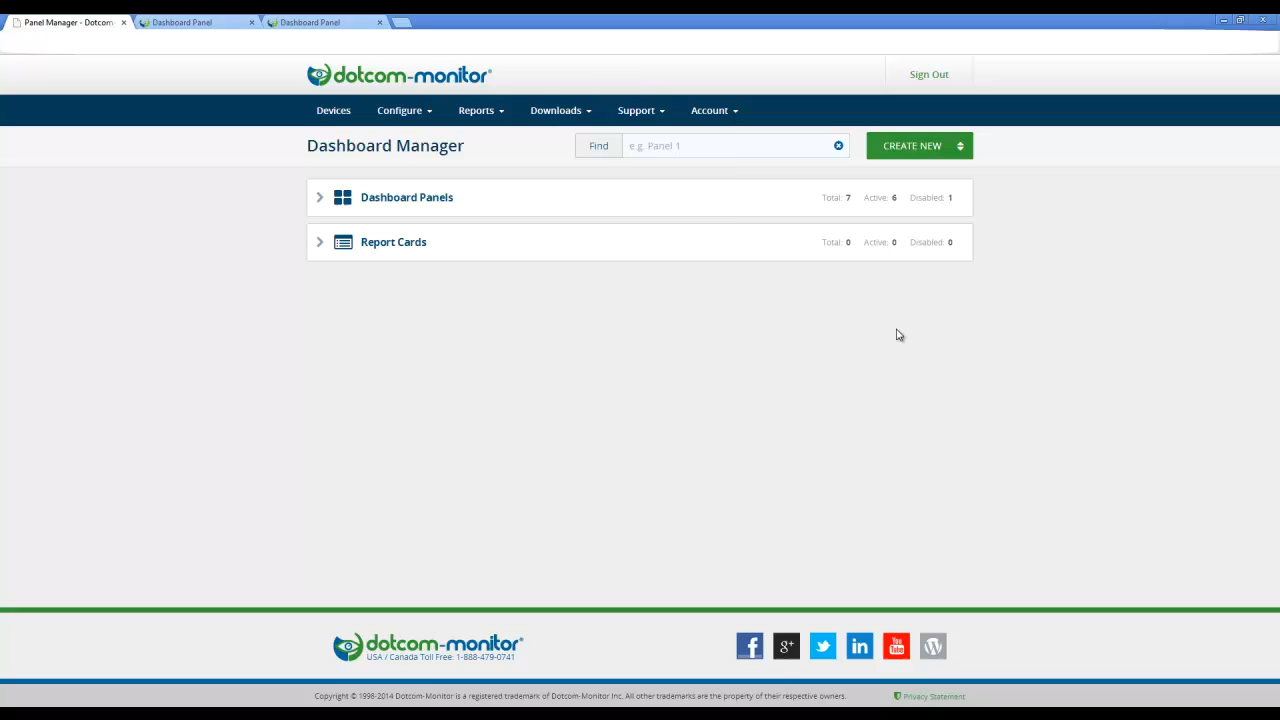 Panel Manager - Dotcom-
Dashboard Panel
Dashboard Panel
dotcom-monitor®
Sign Out
Devices Configure Reports Downloads Support Account
Dashboard Manager
Find e.g. Panel 1
CREATE NEW
Dashboard Panels Total: 7 Active: 6 Disabled: 1
Report Cards Total: 0 Active: 0 Disabled: 0
dotcom-monitor®
USA / Canada Toll Free: 1-888-479-0741
f g+ in You Tube W
Copyright © 1998-2014 Dotcom-Monitor is a registered trademark of Dotcom-Monitor Inc. All other trademarks are the property of their respective owners. Privacy Statement